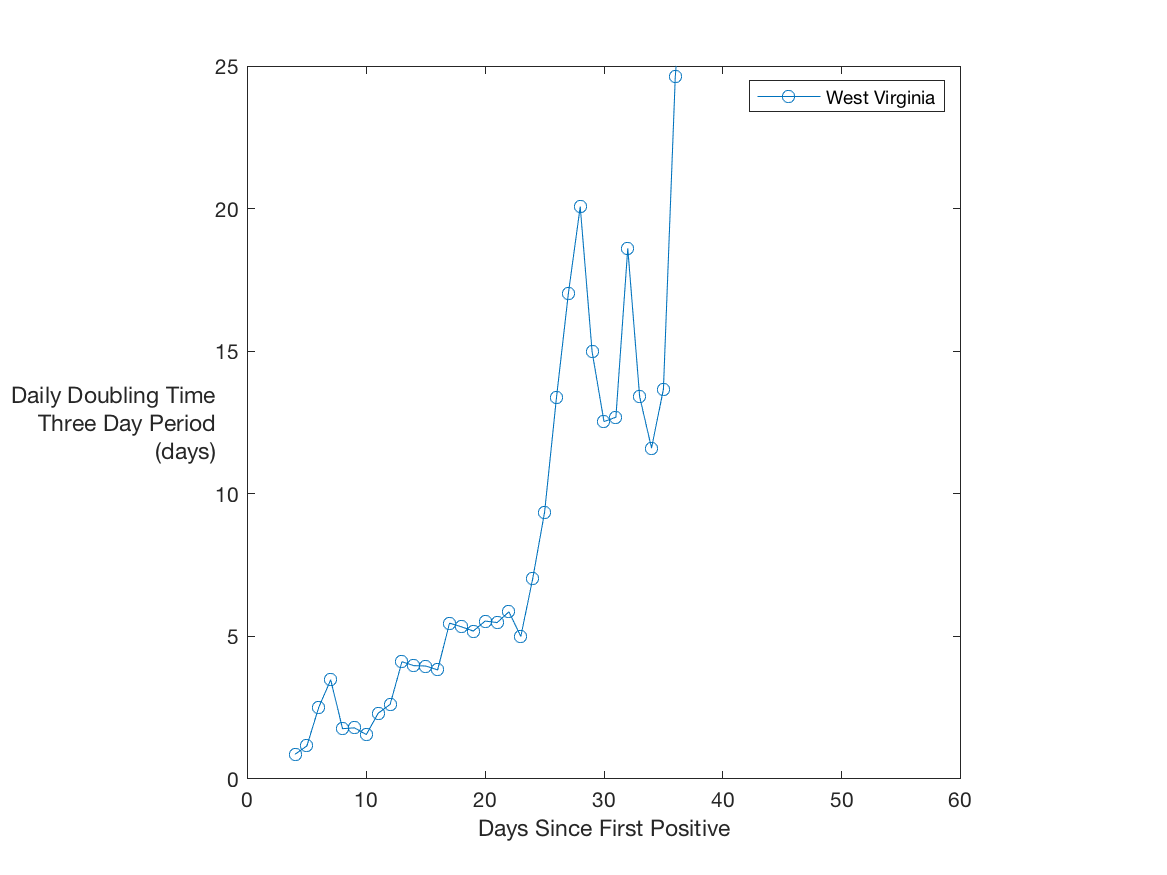 25
20
15
10
5
0
0 10 20 30 40 50 60
Daily Doubling Time
Three Day Period
(days)
Days Since First Positive
West Virginia